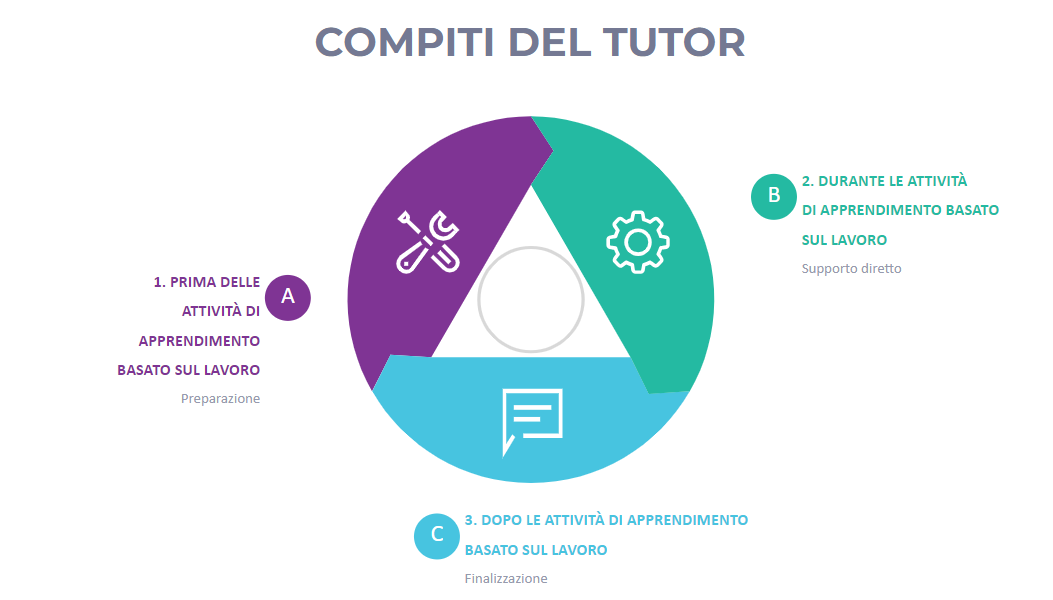 COMPITI DEL TUTOR
A
1. PRIMA DELLE
ATTIVITÀ DI
APPRENDIMENTO
BASATO SUL LAVORO
Preparazione
B
2. DURANTE LE ATTIVITÀ
DI APPRENDIMENTO BASATO
SUL LAVORO
Supporto diretto
C
3. DOPO LE ATTIVITÀ DI APPRENDIMENTO
BASATO SUL LAVORO
Finalizzazione